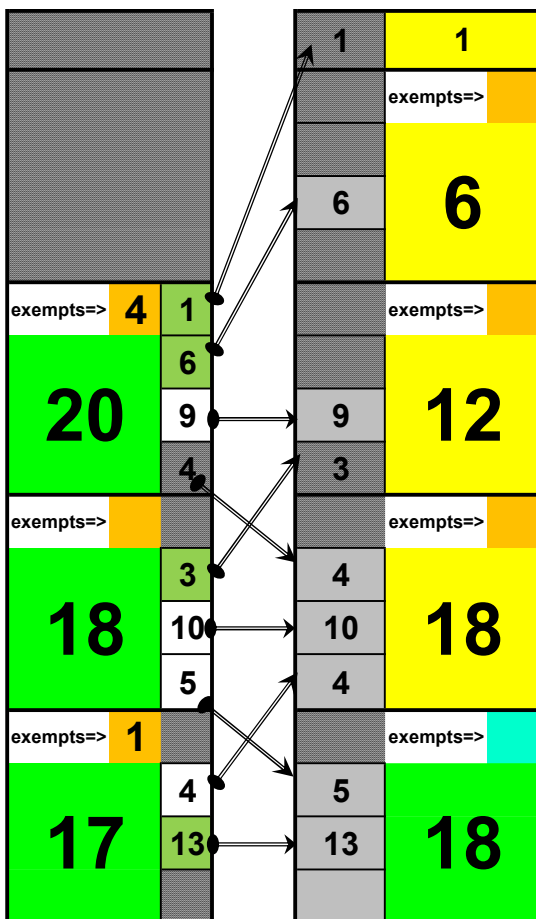 1 1
exempts=>
6 6
exempts=> 4 1 exempts=>
6
20 9 9 12
4 3
exempts=> exempts=>
3 4
18 10 10 18
5 4
exempts=> 1 exempts=>
4 5
17 13 13 18